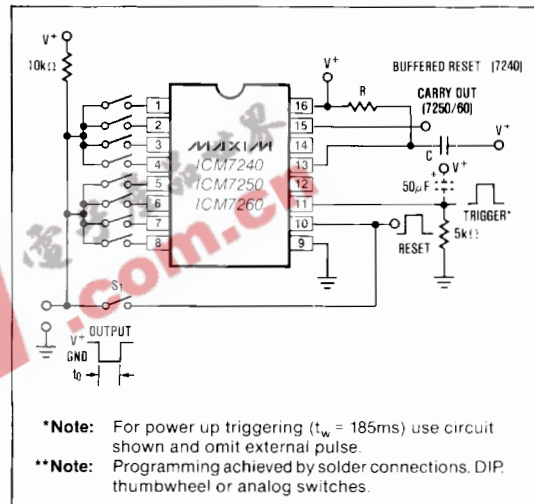 V+
10kΩ
V+
BUFFERED RESET (7240)
CARRY OUT
(7250/60)
R
C
V+
1
2
3
4
5
6
7
8
16
15
14
13
12
11
10
9
MAXIM
ICM7240
ICM7250
ICM7260
+
V+
50μF
TRIGGER*
RESET
5kΩ
S1
OUTPUT
V+
GND
to
.com.cn
*Note: For power up triggering (tw = 185ms) use circuit
shown and omit external pulse.
**Note: Programming achieved by solder connections, DIP,
thumbwheel or analog switches.